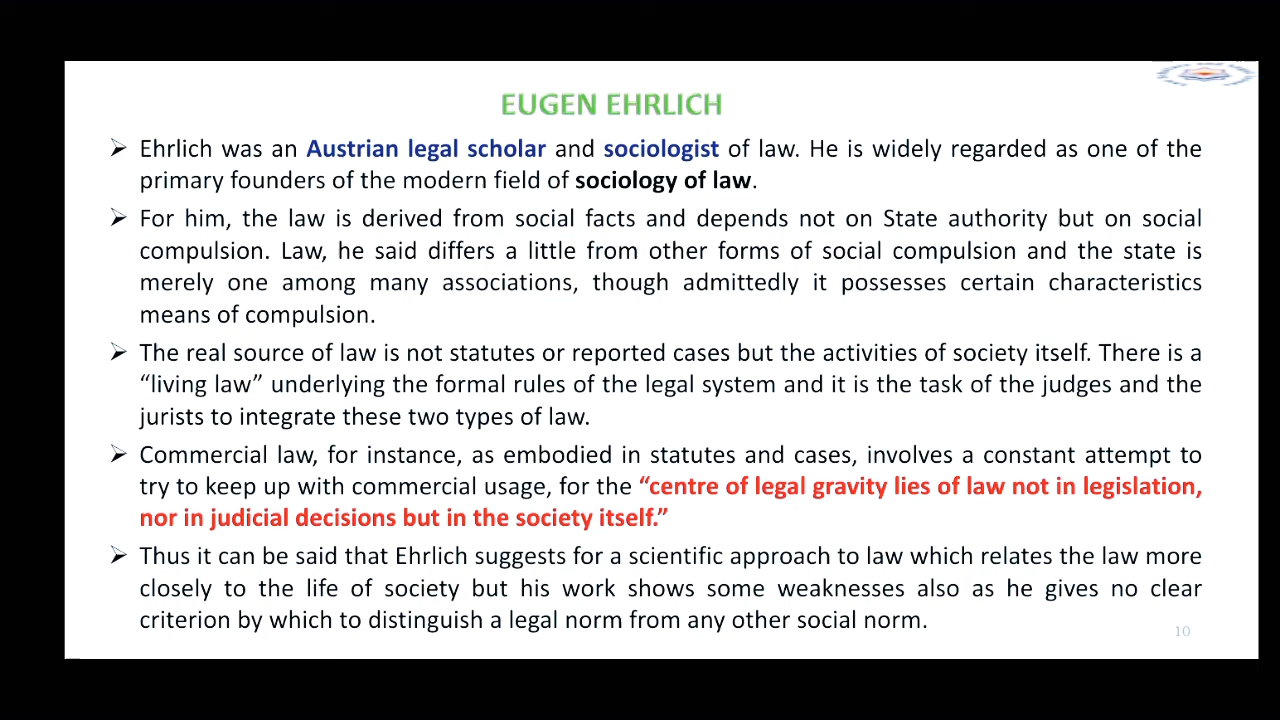 EUGEN EHRLICH
➢ Ehrlich was an Austrian legal scholar and sociologist of law. He is widely regarded as one of the
primary founders of the modern field of sociology of law.
➢ For him, the law is derived from social facts and depends not on State authority but on social
compulsion. Law, he said differs a little from other forms of social compulsion and the state is
merely one among many associations, though admittedly it possesses certain characteristics
means of compulsion.
➢ The real source of law is not statutes or reported cases but the activities of society itself. There is a
“living law” underlying the formal rules of the legal system and it is the task of the judges and the
jurists to integrate these two types of law.
➢ Commercial law, for instance, as embodied in statutes and cases, involves a constant attempt to
try to keep up with commercial usage, for the “centre of legal gravity lies of law not in legislation,
nor in judicial decisions but in the society itself.”
➢ Thus it can be said that Ehrlich suggests for a scientific approach to law which relates the law more
closely to the life of society but his work shows some weaknesses also as he gives no clear
criterion by which to distinguish a legal norm from any other social norm.
10